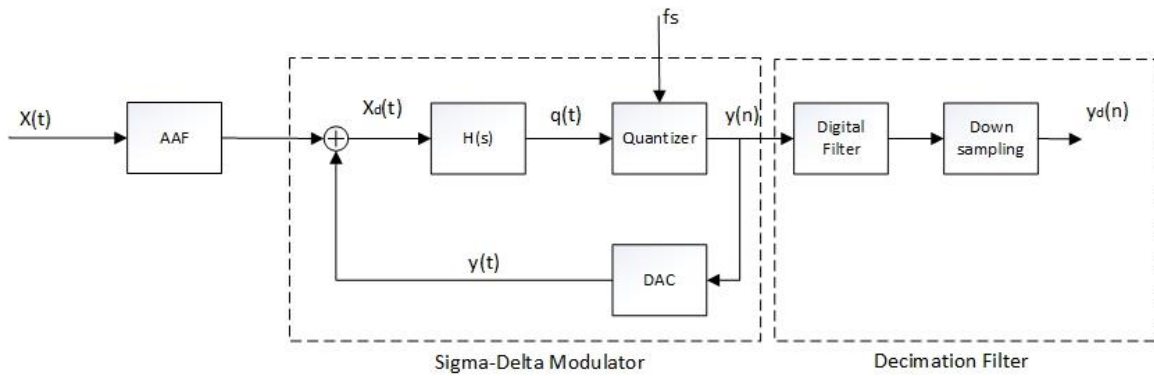 fs
X(t)
AAF
Xd(t)
H(s)
q(t)
Quantizer
y(n)
Digital
Filter
Down
sampling
yd(n)
y(t)
DAC
Sigma-Delta Modulator
Decimation Filter